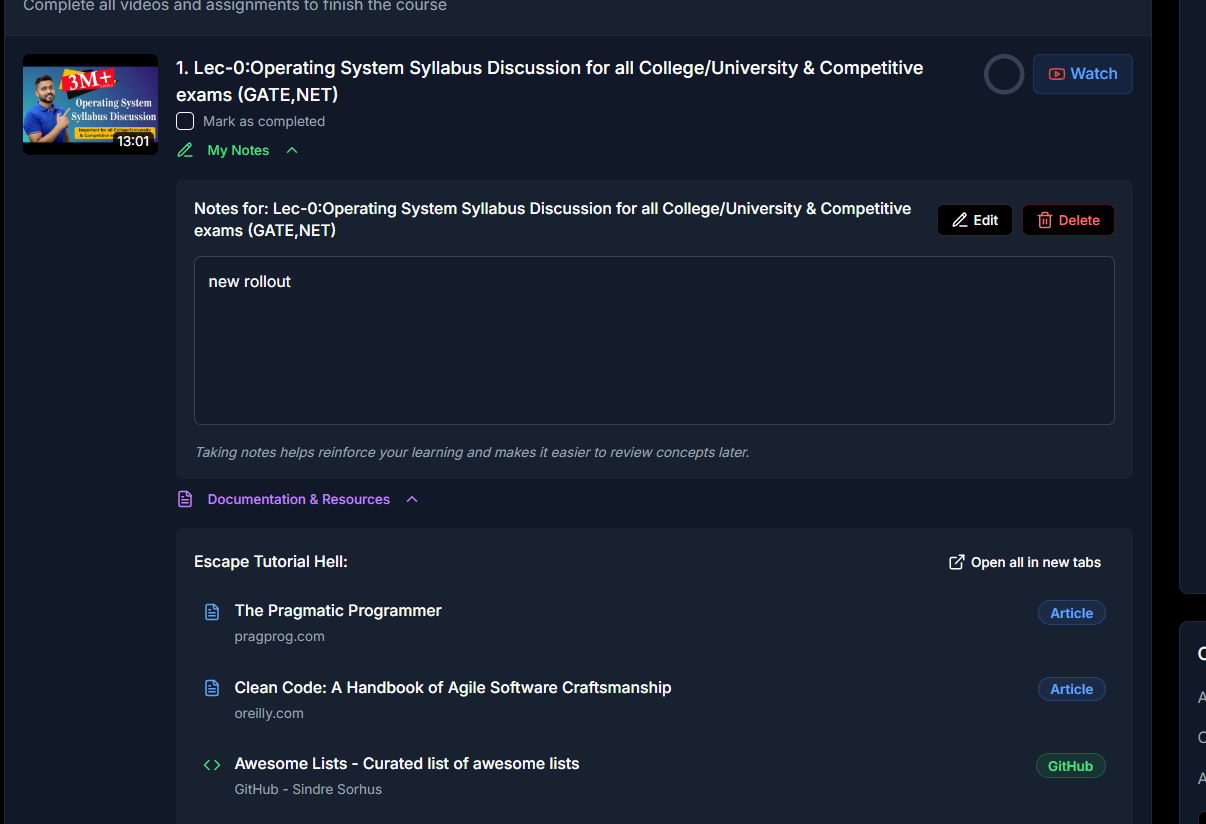 Complete all videos and assignments to finish the course
3M+
Operating System
Syllabus Discussion
Important for all College/University
& Competitive
13:01
1. Lec-0:Operating System Syllabus Discussion for all College/University & Competitive
exams (GATE,NET)
Watch
Mark as completed
My Notes
Notes for: Lec-0:Operating System Syllabus Discussion for all College/University & Competitive
exams (GATE,NET)
Edit
Delete
new rollout
Taking notes helps reinforce your learning and makes it easier to review concepts later.
Documentation & Resources
Escape Tutorial Hell:
Open all in new tabs
The Pragmatic Programmer
Article
pragprog.com
Clean Code: A Handbook of Agile Software Craftsmanship
Article
oreilly.com
Awesome Lists - Curated list of awesome lists
GitHub
GitHub - Sindre Sorhus